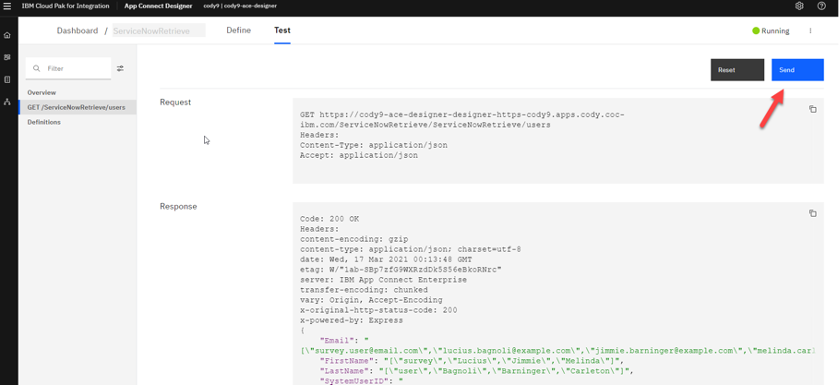 IBM Cloud Pak for Integration App Connect Designer cody9 | cody9-ace-designer
Dashboard / ServiceNowRetrieve Define Test Running
Filter
Reset Send
Overview
GET /ServiceNowRetrieve/users
Definitions
Request
GET https://cody9-ace-designer-designer-https-cody9.apps.cody.coc-
ibm.com/ServiceNowRetrieve/ServiceNowRetrieve/users
Headers:
Content-Type: application/json
Accept: application/json
Response
Code: 200 OK
Headers:
content-encoding: gzip
content-type: application/json; charset=utf-8
date: Wed, 17 Mar 2021 00:13:48 GMT
etag: W/"1ab-SBp7zfG9WXRzdDk5S56eBkoRNrc"
server: IBM App Connect Enterprise
transfer-encoding: chunked
vary: Origin, Accept-Encoding
x-original-http-status-code: 200
x-powered-by: Express
{
"Email": "
[\"survey.user@email.com\",\"lucius.bagnoli@example.com\",\"jimmie.barninger@example.com\",\"melinda.carl
"FirstName": "[\"survey\",\"Lucius\",\"Jimmie\",\"Melinda\"]",
"LastName": "[\"user\",\"Bagnoli\",\"Barninger\",\"Carleton\"]",
"SystemUserID": "